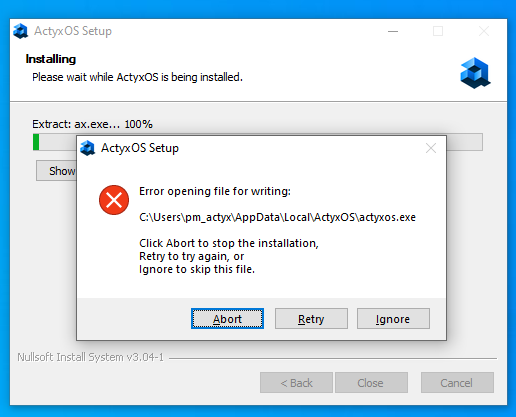 ActyxOS Setup
Installing
Please wait while ActyxOS is being installed.
Extract: ax.exe... 100%
Show
ActyxOS Setup
Error opening file for writing:
C:\Users\pm_actyx\AppData\Local\ActyxOS\actyxos.exe
Click Abort to stop the installation,
Retry to try again, or
Ignore to skip this file.
Abort
Retry
Ignore
Nullsoft Install System v3.04-1
< Back
Close
Cancel